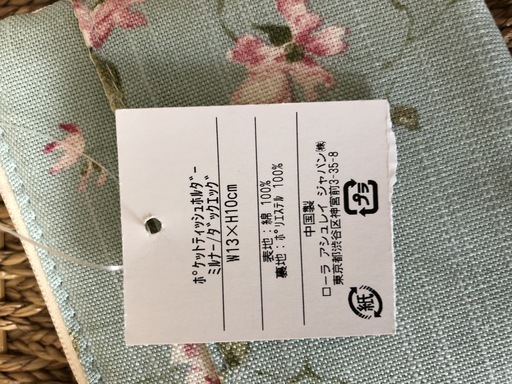 ポケットティッシュホルダー
ミルナー/ダックエッグ
W13×H10cm
表地：綿 100%
裏地：ポリエステル 100%
中国製
ローラ アシュレイ ジャパン㈱
東京都渋谷区神宮前3-35-8
プラ
紙